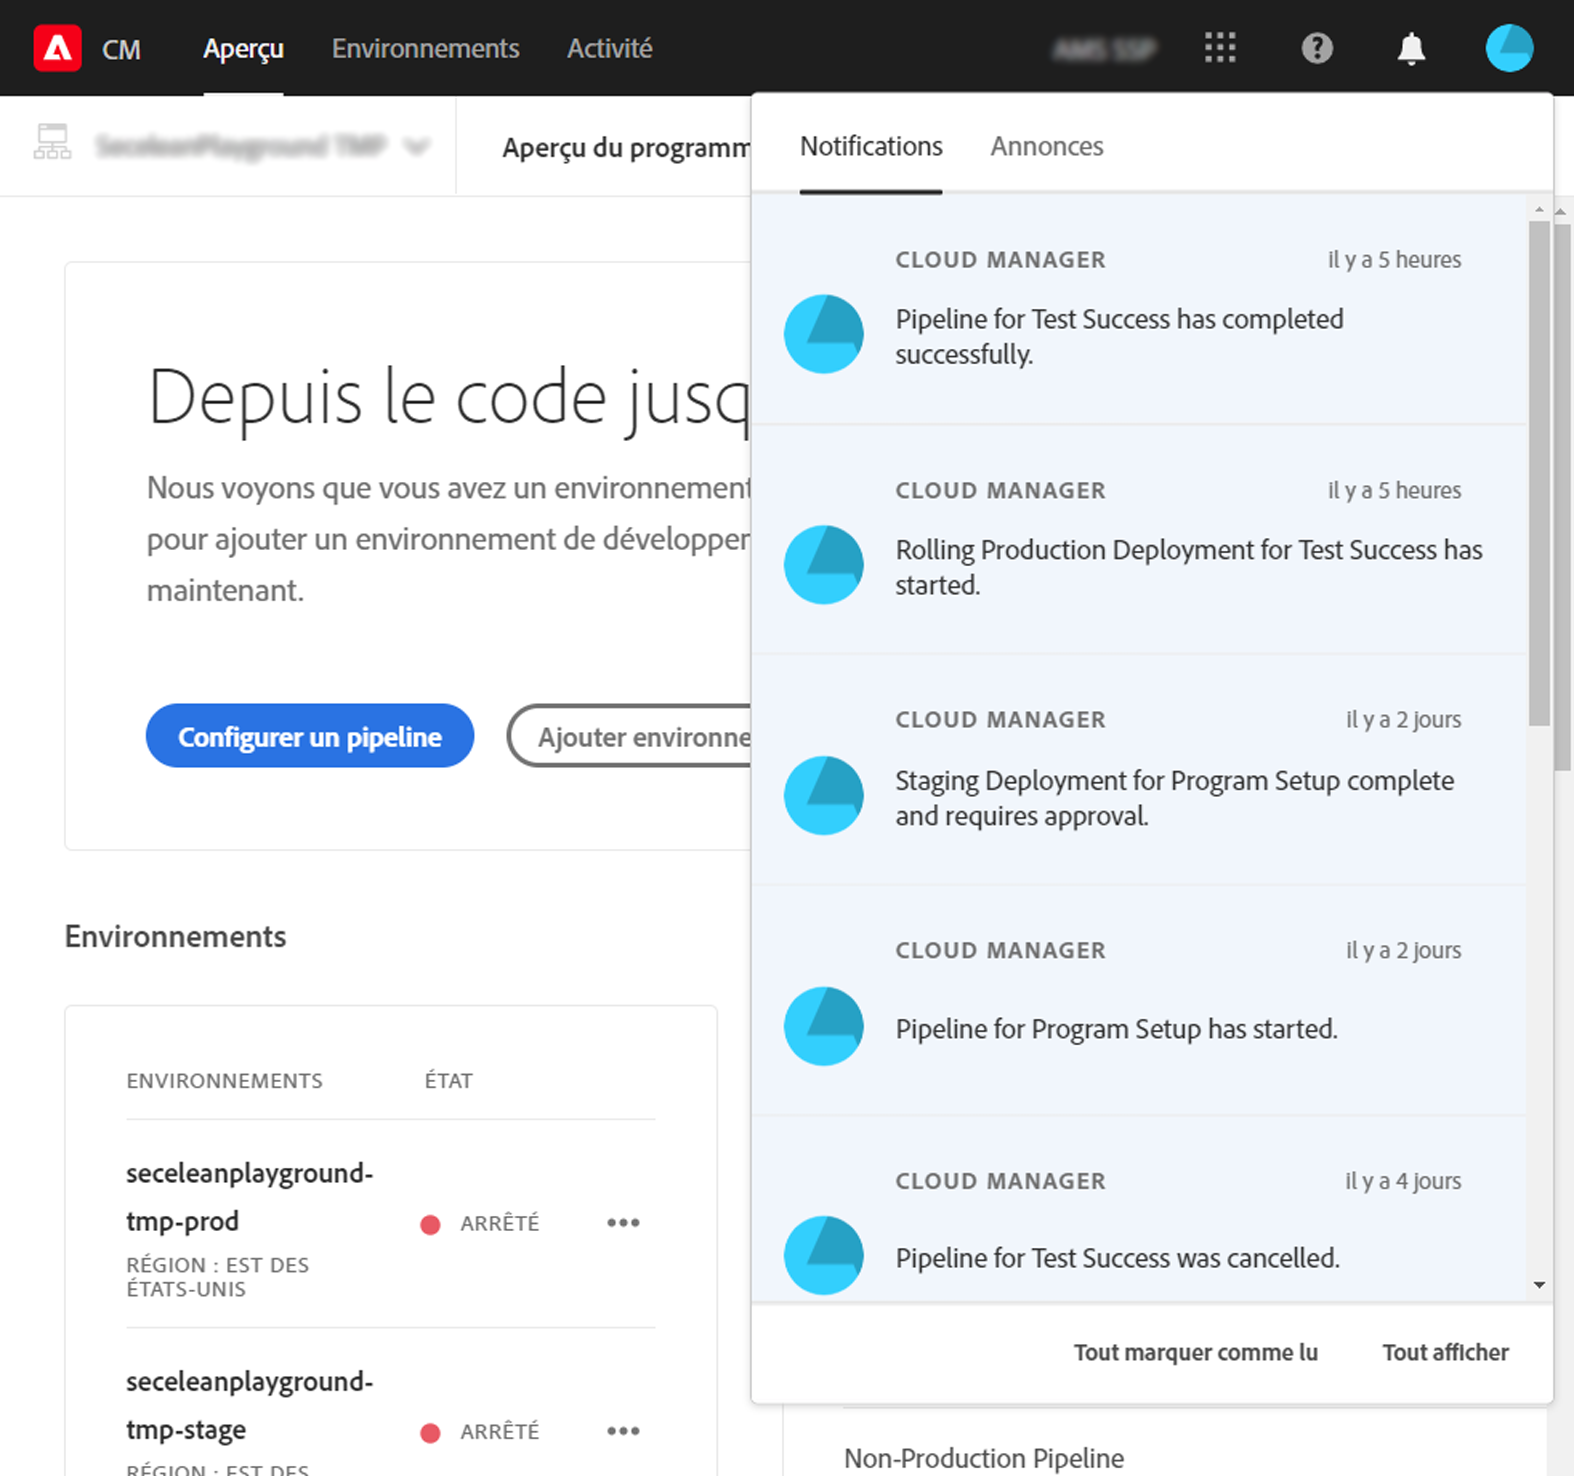 CM
Aperçu
Environnements
Activité
Aperçu du programm
Notifications
Annonces
CLOUD MANAGER
il y a 5 heures
Pipeline for Test Success has completed
successfully.
CLOUD MANAGER
il y a 5 heures
Rolling Production Deployment for Test Success has
started.
CLOUD MANAGER
il y a 2 jours
Staging Deployment for Program Setup complete
and requires approval.
CLOUD MANAGER
il y a 2 jours
Pipeline for Program Setup has started.
CLOUD MANAGER
il y a 4 jours
Pipeline for Test Success was cancelled.
Tout marquer comme lu
Tout afficher
Depuis le code jusq
Nous voyons que vous avez un environnement
pour ajouter un environnement de développer
maintenant.
Configurer un pipeline
Ajouter environne
Environnements
ENVIRONNEMENTS
ÉTAT
seceleanplayground-
tmp-prod
ARRÊTÉ
RÉGION : EST DES
ÉTATS-UNIS
seceleanplayground-
tmp-stage
ARRÊTÉ
RÉGION : EST DES
Non-Production Pipeline